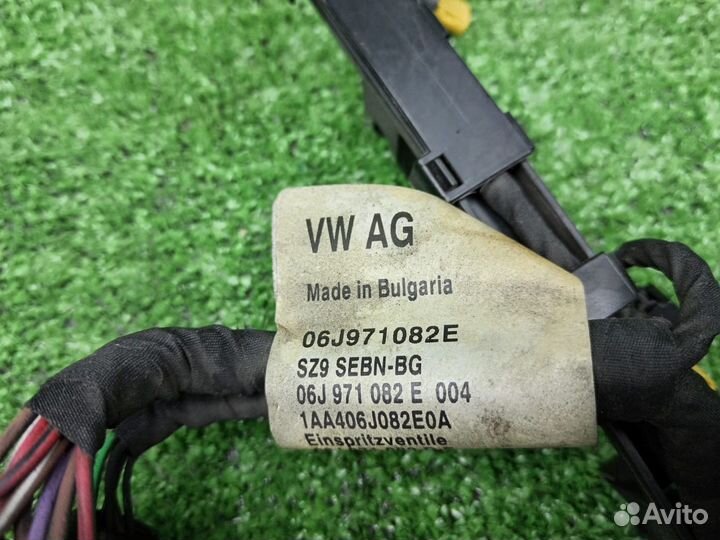 VW AG
Made in Bulgaria
06J971082E
SZ9 SEBN-BG
06J 971 082 E 004
1AA406J082E0A
Einspritzventile
Avito